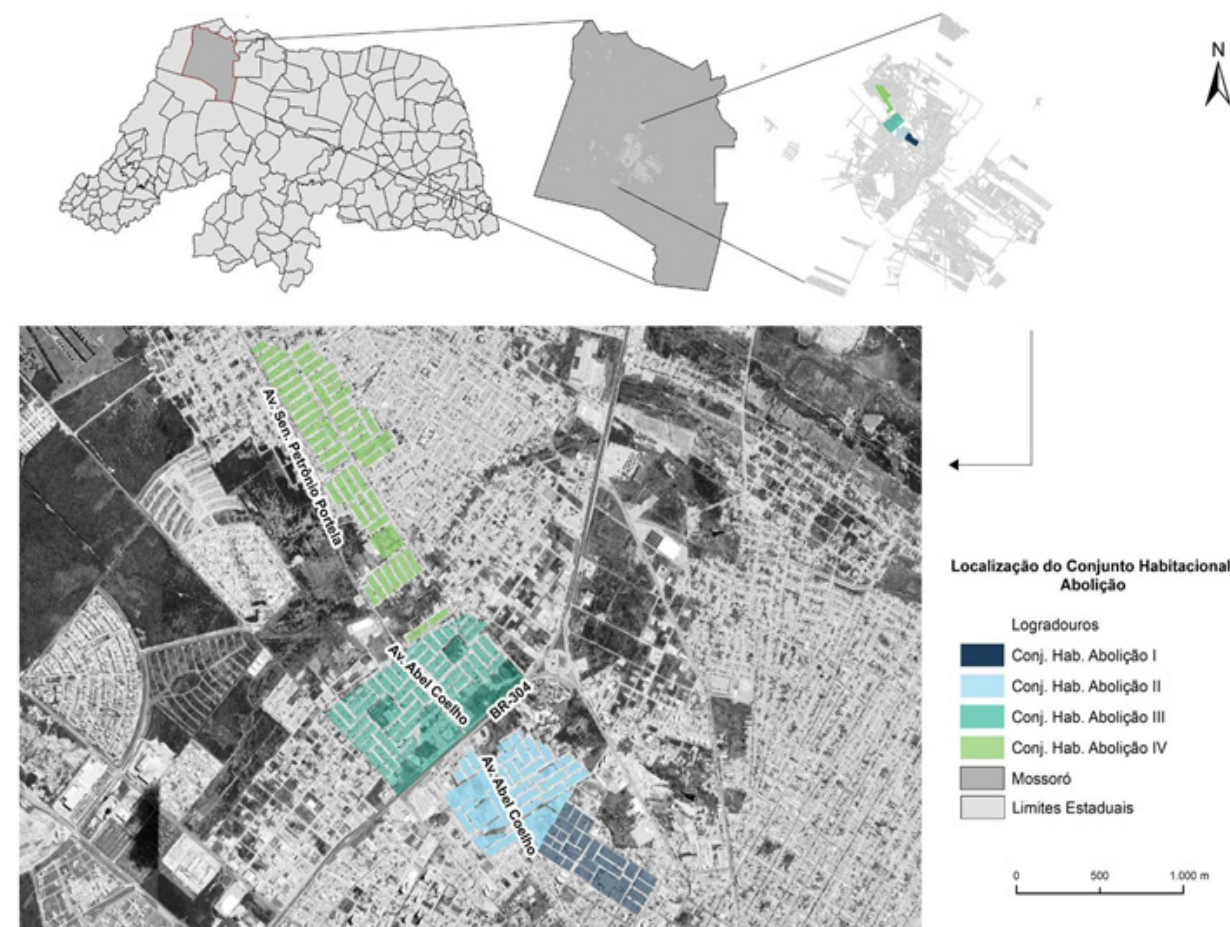 N
Av. Sen. Petrônio Portela
Av. Abel Coelho
BR-304
Av. Abel Coelho
Localização do Conjunto Habitacional
Abolição
Logradouros
Conj. Hab. Abolição I
Conj. Hab. Abolição II
Conj. Hab. Abolição III
Conj. Hab. Abolição IV
Mossoró
Limites Estaduais
0 500 1.000 m